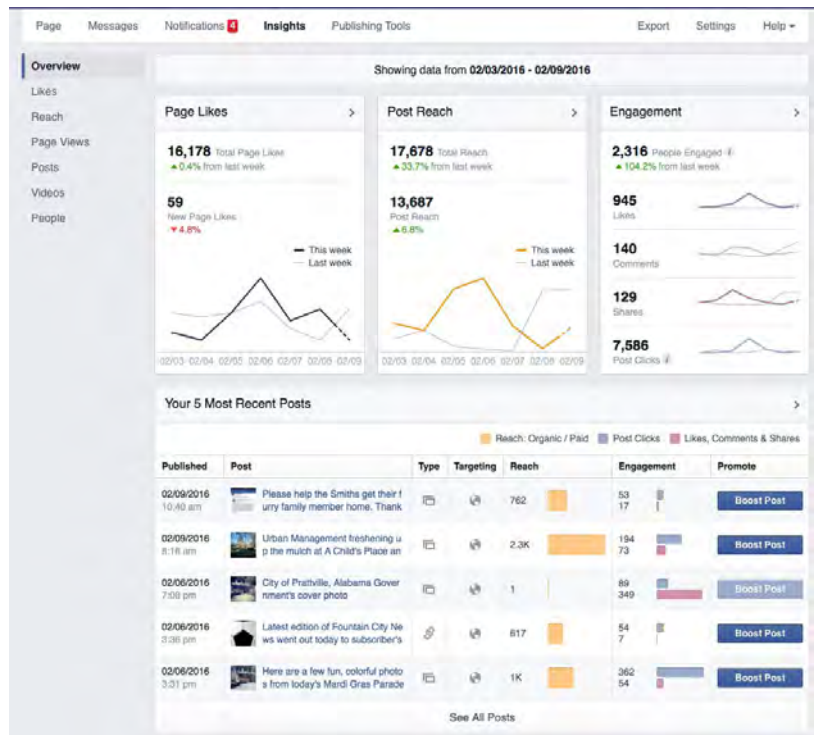 Page Messages Notifications 4 Insights Publishing Tools Export Settings Help
Overview
Likes
Reach
Page Views
Posts
Videos
People
Showing data from 02/03/2016 - 02/09/2016
Page Likes
16,178 Total Page Likes
0.4% from last week
59
New Page Likes
4.8%
This week
Last week
02/03 02/04 02/05 02/06 02/07 02/08 02/09
Post Reach
17,678 Total Reach
33.7% from last week
13,687
Post Reach
6.8%
This week
Last week
02/03 02/04 02/05 02/06 02/07 02/08 02/09
Engagement
2,316 People Engaged i
104.2% from last week
945
Likes
140
Comments
129
Shares
7,586
Post Clicks i
Your 5 Most Recent Posts
Reach: Organic / Paid Post Clicks Likes, Comments & Shares
Published Post Type Targeting Reach Engagement Promote
02/09/2016
10:40 am
Please help the Smiths get their f
urry family member home. Thank
762
53
17
Boost Post
02/09/2016
8:16 am
Urban Management freshening u
p the mulch at A Child's Place an
2.3K
194
73
Boost Post
02/06/2016
7:09 pm
City of Prattville, Alabama Gover
nment's cover photo
1
89
349
Boost Post
02/06/2016
3:36 pm
Latest edition of Fountain City Ne
ws went out today to subscriber's
617
54
7
Boost Post
02/06/2016
3:31 pm
Here are a few fun, colorful photo
s from today's Mardi Gras Parade
1K
362
54
Boost Post
See All Posts